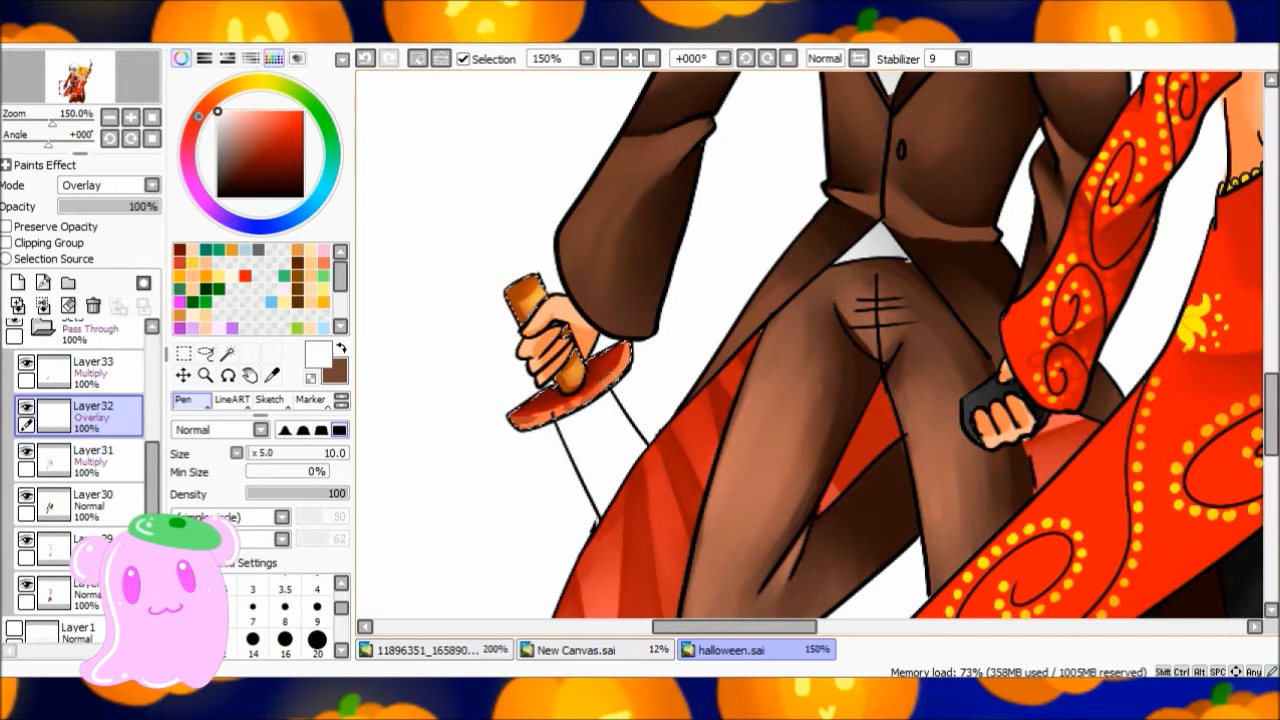 Selection 150% +000° Normal Stabilizer 9
Zoom 150.0%
Angle +000°
Paints Effect
Mode Overlay
Opacity 100%
Preserve Opacity
Clipping Group
Selection Source
Pass Through
100%
Layer33
Multiply
100%
Layer32
Overlay
100%
Layer31
Multiply
100%
Layer30
Normal
100%
100%
100%
Layer1
Normal
Pen LineART Sketch Marker
Normal
Size x 5.0 10.0
Min Size 0%
Density 100
50
62
Settings
3 3.5 4
7 8 9
14 16 20
11896351_165890... 200% New Canvas.sai 12% halloween.sai 150%
Memory load: 73% (358MB used / 1005MB reserved) Shift Ctrl Alt SPC Any